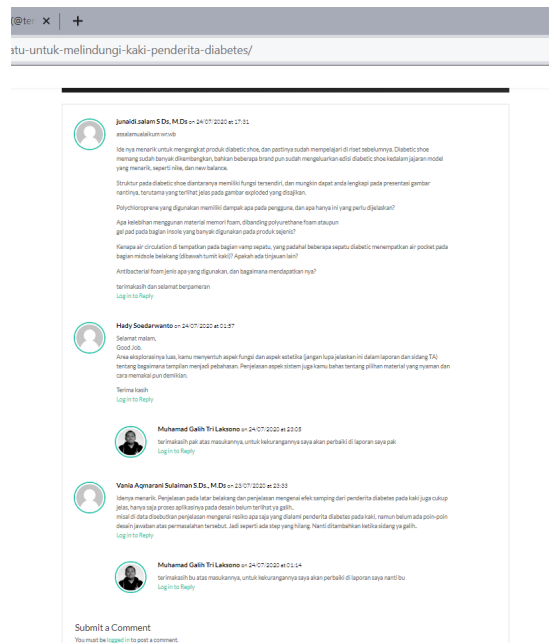 (@ter × +
atu-untuk-melindungi-kaki-penderita-diabetes/
junaidi.salam S Ds, M.Ds on 24/07/2020 at 17:31
assalamualaikum wr.wb
Ide nya menarik untuk mengangkat produk diabetic shoe, dan pastinya sudah mempelajari di riset sebelumnya. Diabetic shoe
memang sudah banyak dikembangkan, bahkan beberapa brand pun sudah mengeluarkan edisi diabetic shoe kedalam jajaran model
yang menarik, seperti nike, dan new balance.
Struktur pada diabetic shoe diantaranya memiliki fungsi tersendiri, dan mungkin dapat anda lengkapi pada presentasi gambar
nantinya, terutama yang terlihat jelas pada gambar exploded yang disajikan.
Polychloroprene yang digunakan memiliki dampak apa pada pengguna, dan apa hanya ini yang perlu dijelaskan?
Apa kelebihan menggunan material memori foam, dibanding polyurethane foam ataupun
gel pad pada bagian insole yang banyak digunakan pada produk sejenis?
Kenapa air circulation di tempatkan pada bagian vamp sepatu, yang padahal beberapa sepatu diabetic menempatkan air pocket pada
bagian midsole belakang (dibawah tumit kaki)? Apakah ada tinjauan lain?
Antibacterial foam jenis apa yang digunakan, dan bagaimana mendapatkan nya?
terimakasih dan selamat berpameran
Log in to Reply
Hady Soedarwanto on 24/07/2020 at 01:57
Selamat malam,
Good Job.
Area eksplorasinya luas, kamu menyentuh aspek fungsi dan aspek estetika (jangan lupa jelaskan ini dalam laporan dan sidang TA)
tentang bagaimana tampilan menjadi pebahasan. Penjelasan aspek sistem juga kamu bahas tentang pilihan material yang nyaman dan
cara memakai pun demikian.
Terima kasih
Log in to Reply
Muhamad Galih Tri Laksono on 24/07/2020 at 23:05
terimakasih pak atas masukannya, untuk kekurangannya saya akan perbaiki di laporan saya pak
Log in to Reply
Vania Aqmarani Sulaiman S.Ds., M.Ds on 23/07/2020 at 23:33
Idenya menarik. Penjelasan pada latar belakang dan penjelasan mengenai efek samping dari penderita diabetes pada kaki juga cukup
jelas, hanya saja proses aplikasinya pada desain belum terlihat ya galih..
misal di data disebutkan penjelasan mengenai resiko apa saja yang dialami penderita diabetes pada kaki, namun belum ada poin-poin
desain jawaban atas permasalahan tersebut. Jadi seperti ada step yang hilang. Nanti ditambahkan ketika sidang ya galih..
Log in to Reply
Muhamad Galih Tri Laksono on 24/07/2020 at 01:14
terimakasih bu atas masukannya, untuk kekurangannya saya akan perbaiki di laporan saya nanti bu
Log in to Reply
Submit a Comment
You must be logged in to post a comment.